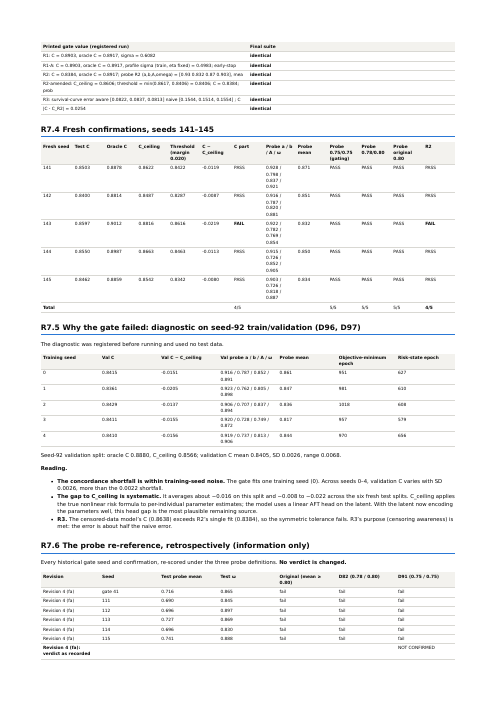 Printed gate value (registered run) Final suite
R1: C = 0.8903, oracle C = 0.8917, sigma = 0.6082 identical
R1-A: C = 0.8903, oracle C = 0.8917, profile sigma (train, eta fixed) = 0.4983; early-stop identical
R2: C = 0.8384, oracle C = 0.8917, probe R2 (a,b,A,omega) = [0.93 0.832 0.87 0.903], mea identical
R2-amended: C_ceiling = 0.8606; threshold = min(0.8617, 0.8406) = 0.8406, C = 0.8384; identical
prob
R3: survival-curve error aware [0.0822, 0.0837, 0.0813] naive [0.1544, 0.1514, 0.1554] ; C identical
(C - C_R2) = 0.0254 identical
R7.4 Fresh confirmations, seeds 141–145
Fresh seed Test C Oracle C C_ceiling Threshold C − C part Probe a / b Probe Probe Probe Probe R2
(margin C_ceiling / A / ω mean 0.75/0.75 0.78/0.80 original
0.020) (gating) 0.80
141 0.8503 0.8878 0.8622 0.8422 -0.0119 PASS 0.928 / 0.871 PASS PASS PASS PASS
0.798 /
0.837 /
0.921
142 0.8400 0.8814 0.8487 0.8287 -0.0087 PASS 0.916 / 0.851 PASS PASS PASS PASS
0.787 /
0.820 /
0.881
143 0.8597 0.9012 0.8816 0.8616 -0.0219 FAIL 0.922 / 0.832 PASS PASS PASS FAIL
0.782 /
0.769 /
0.854
144 0.8550 0.8987 0.8663 0.8463 -0.0113 PASS 0.915 / 0.850 PASS PASS PASS PASS
0.726 /
0.852 /
0.905
145 0.8462 0.8859 0.8542 0.8342 -0.0080 PASS 0.903 / 0.834 PASS PASS PASS PASS
0.726 /
0.818 /
0.887
Total 4/5 5/5 5/5 5/5 4/5
R7.5 Why the gate failed: diagnostic on seed-92 train/validation (D96, D97)
The diagnostic was registered before running and used no test data.
Training seed Val C Val C − C_ceiling Val probe a / b / A / ω Probe mean Objective-minimum Risk-state epoch
epoch
0 0.8415 -0.0151 0.916 / 0.787 / 0.852 / 0.861 951 627
0.891
1 0.8361 -0.0205 0.923 / 0.762 / 0.805 / 0.847 981 610
0.898
2 0.8429 -0.0137 0.906 / 0.707 / 0.837 / 0.836 1018 608
0.894
3 0.8411 -0.0155 0.920 / 0.728 / 0.749 / 0.817 957 579
0.872
4 0.8410 -0.0156 0.919 / 0.737 / 0.813 / 0.844 970 656
0.906
Seed-92 validation split: oracle C 0.8880, C_ceiling 0.8566; validation C mean 0.8405, SD 0.0026, range 0.0068.
Reading.
• The concordance shortfall is within training-seed noise. The gate fits one training seed (0). Across seeds 0–4, validation C varies with SD
0.0026, more than the 0.0022 shortfall.
• The gap to C_ceiling is systematic. It averages about −0.016 on this split and −0.008 to −0.022 across the six fresh test splits. C_ceiling applies
the true nonlinear risk formula to per-individual parameter estimates; the model uses a linear AFT head on the latent. With the latent now encoding
the parameters well, this head gap is the most plausible remaining source.
• R3. The censored-data model's C (0.8638) exceeds R2's single fit (0.8384), so the symmetric tolerance fails. R3's purpose (censoring awareness) is
met: the error is about half the naive error.
R7.6 The probe re-reference, retrospectively (information only)
Every historical gate seed and confirmation, re-scored under the three probe definitions. No verdict is changed.
Revision Seed Test probe mean Test ω Original (mean ≥ D82 (0.78 / 0.80) D91 (0.75 / 0.75)
0.80)
Revision 4 (fa) gate 41 0.716 0.865 fail fail fail
Revision 4 (fa) 111 0.690 0.845 fail fail fail
Revision 4 (fa) 112 0.696 0.897 fail fail fail
Revision 4 (fa) 113 0.727 0.869 fail fail fail
Revision 4 (fa) 114 0.696 0.830 fail fail fail
Revision 4 (fa) 115 0.741 0.888 fail fail fail
Revision 4 (fa): NOT CONFIRMED
verdict as recorded